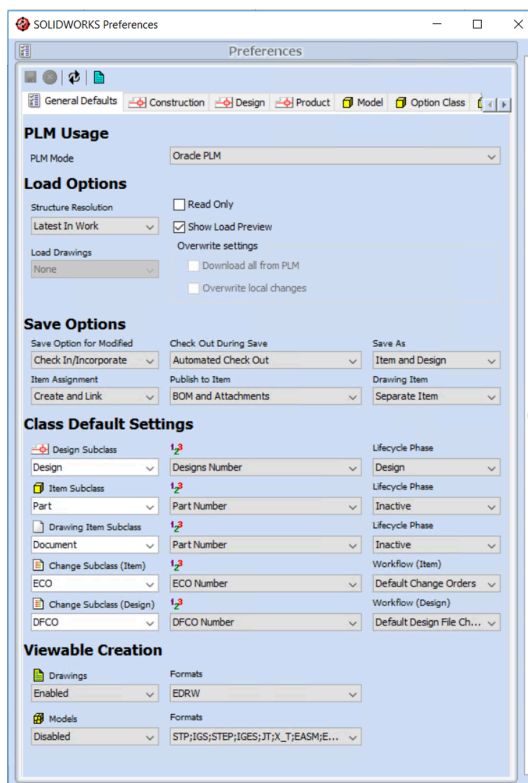 SOLIDWORKS Preferences
Preferences
General Defaults Construction Design Product Model Option Class
PLM Usage
PLM Mode Oracle PLM
Load Options
Structure Resolution Read Only
Latest In Work Show Load Preview
Load Drawings Overwrite settings
None Download all from PLM
Overwrite local changes
Save Options
Save Option for Modified Check Out During Save Save As
Check In/Incorporate Automated Check Out Item and Design
Item Assignment Publish to Item Drawing Item
Create and Link BOM and Attachments Separate Item
Class Default Settings
Design Subclass 123 Lifecycle Phase
Design Designs Number Design
Item Subclass 123 Lifecycle Phase
Part Part Number Inactive
Drawing Item Subclass 123 Lifecycle Phase
Document Part Number Inactive
Change Subclass (Item) 123 Workflow (Item)
ECO ECO Number Default Change Orders
Change Subclass (Design) 123 Workflow (Design)
DFCO DFCO Number Default Design File Ch...
Viewable Creation
Drawings Formats
Enabled EDRW
Models Formats
Disabled STP;IGS;STEP;IGES;JT;X_T;EASM;E...